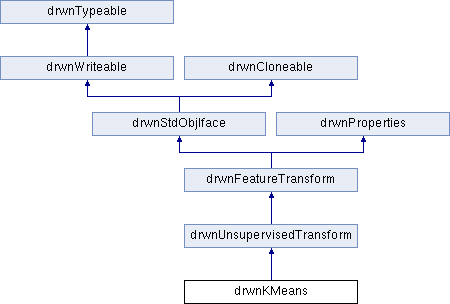 drwnTypeable
drwnWriteable
drwnCloneable
drwnStdObjIface
drwnProperties
drwnFeatureTransform
drwnUnsupervisedTransform
drwnKMeans